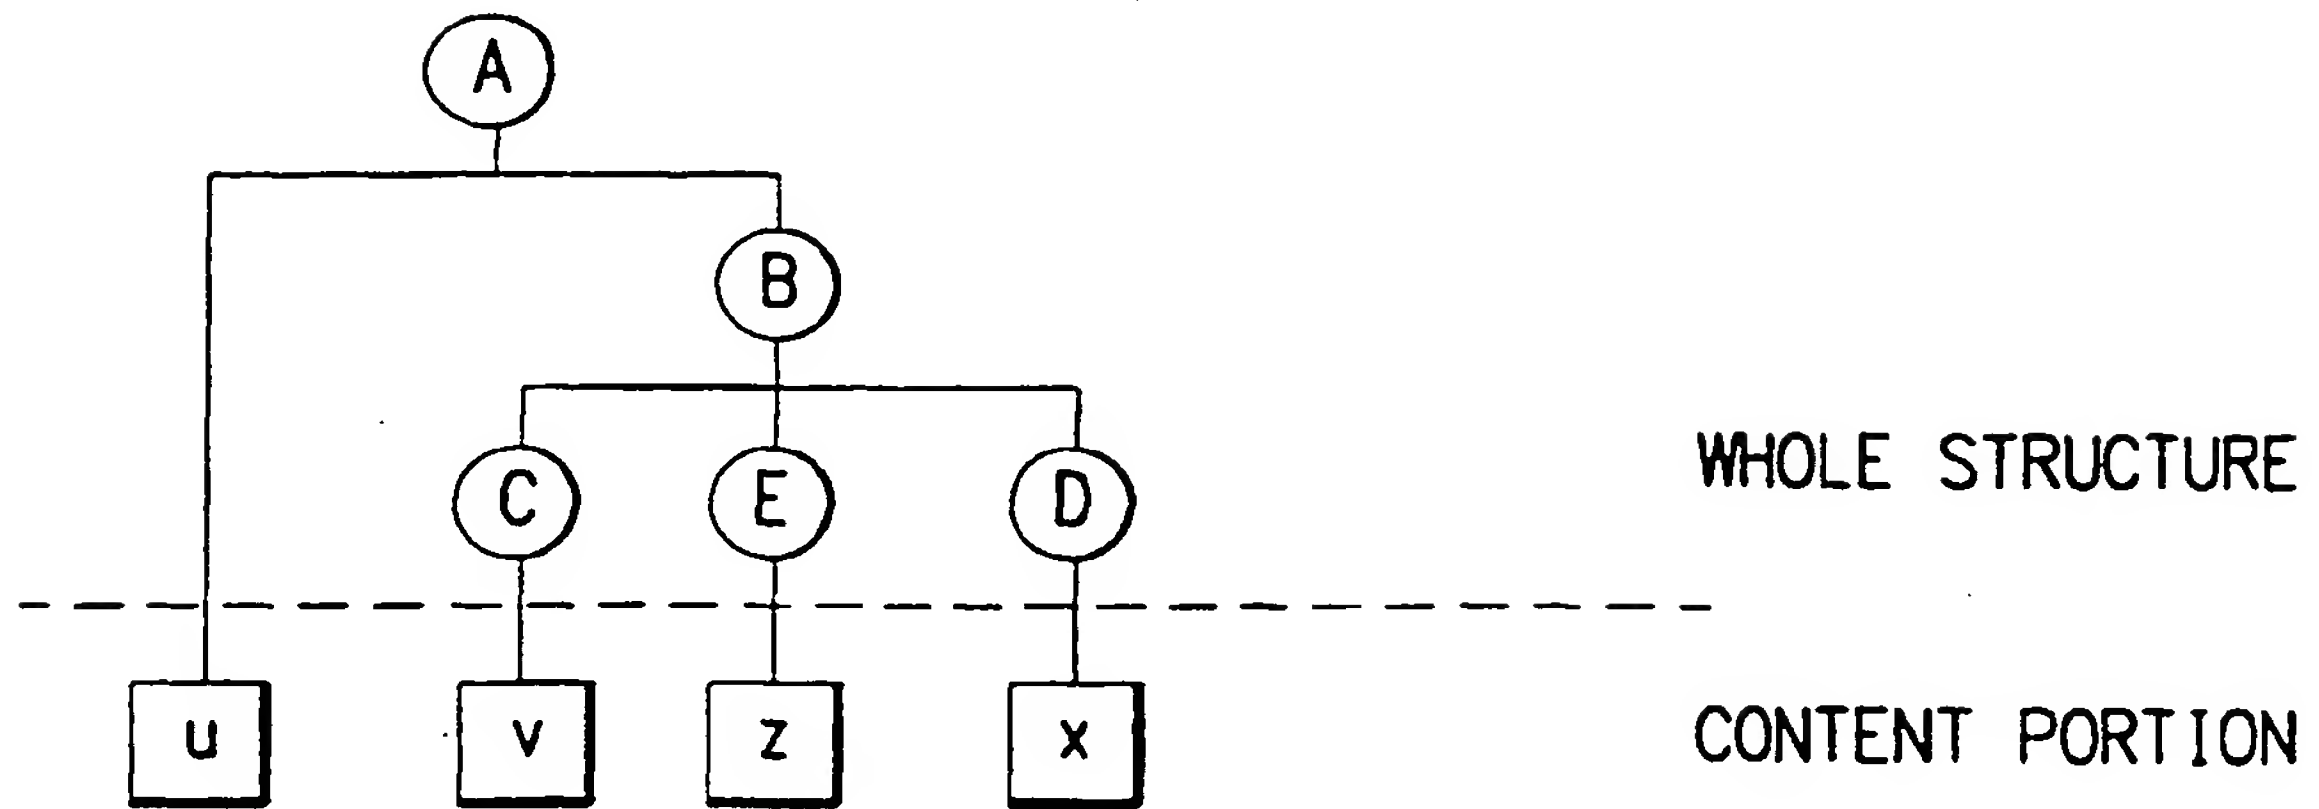 A
B
C E D
WHOLE STRUCTURE
u v z x
CONTENT PORTION